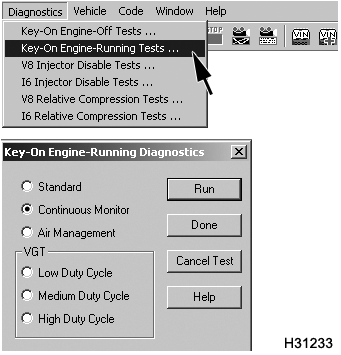 Diagnostics Vehicle Code Window Help
Key-On Engine-Off Tests ...
Key-On Engine-Running Tests ...
V8 Injector Disable Tests ...
I6 Injector Disable Tests ...
V8 Relative Compression Tests ...
I6 Relative Compression Tests ...
STOP
VIN
VIN
Key-On Engine-Running Diagnostics
Standard
Run
Continuous Monitor
Done
Air Management
VGT
Cancel Test
Low Duty Cycle
Medium Duty Cycle
Help
High Duty Cycle
H31233